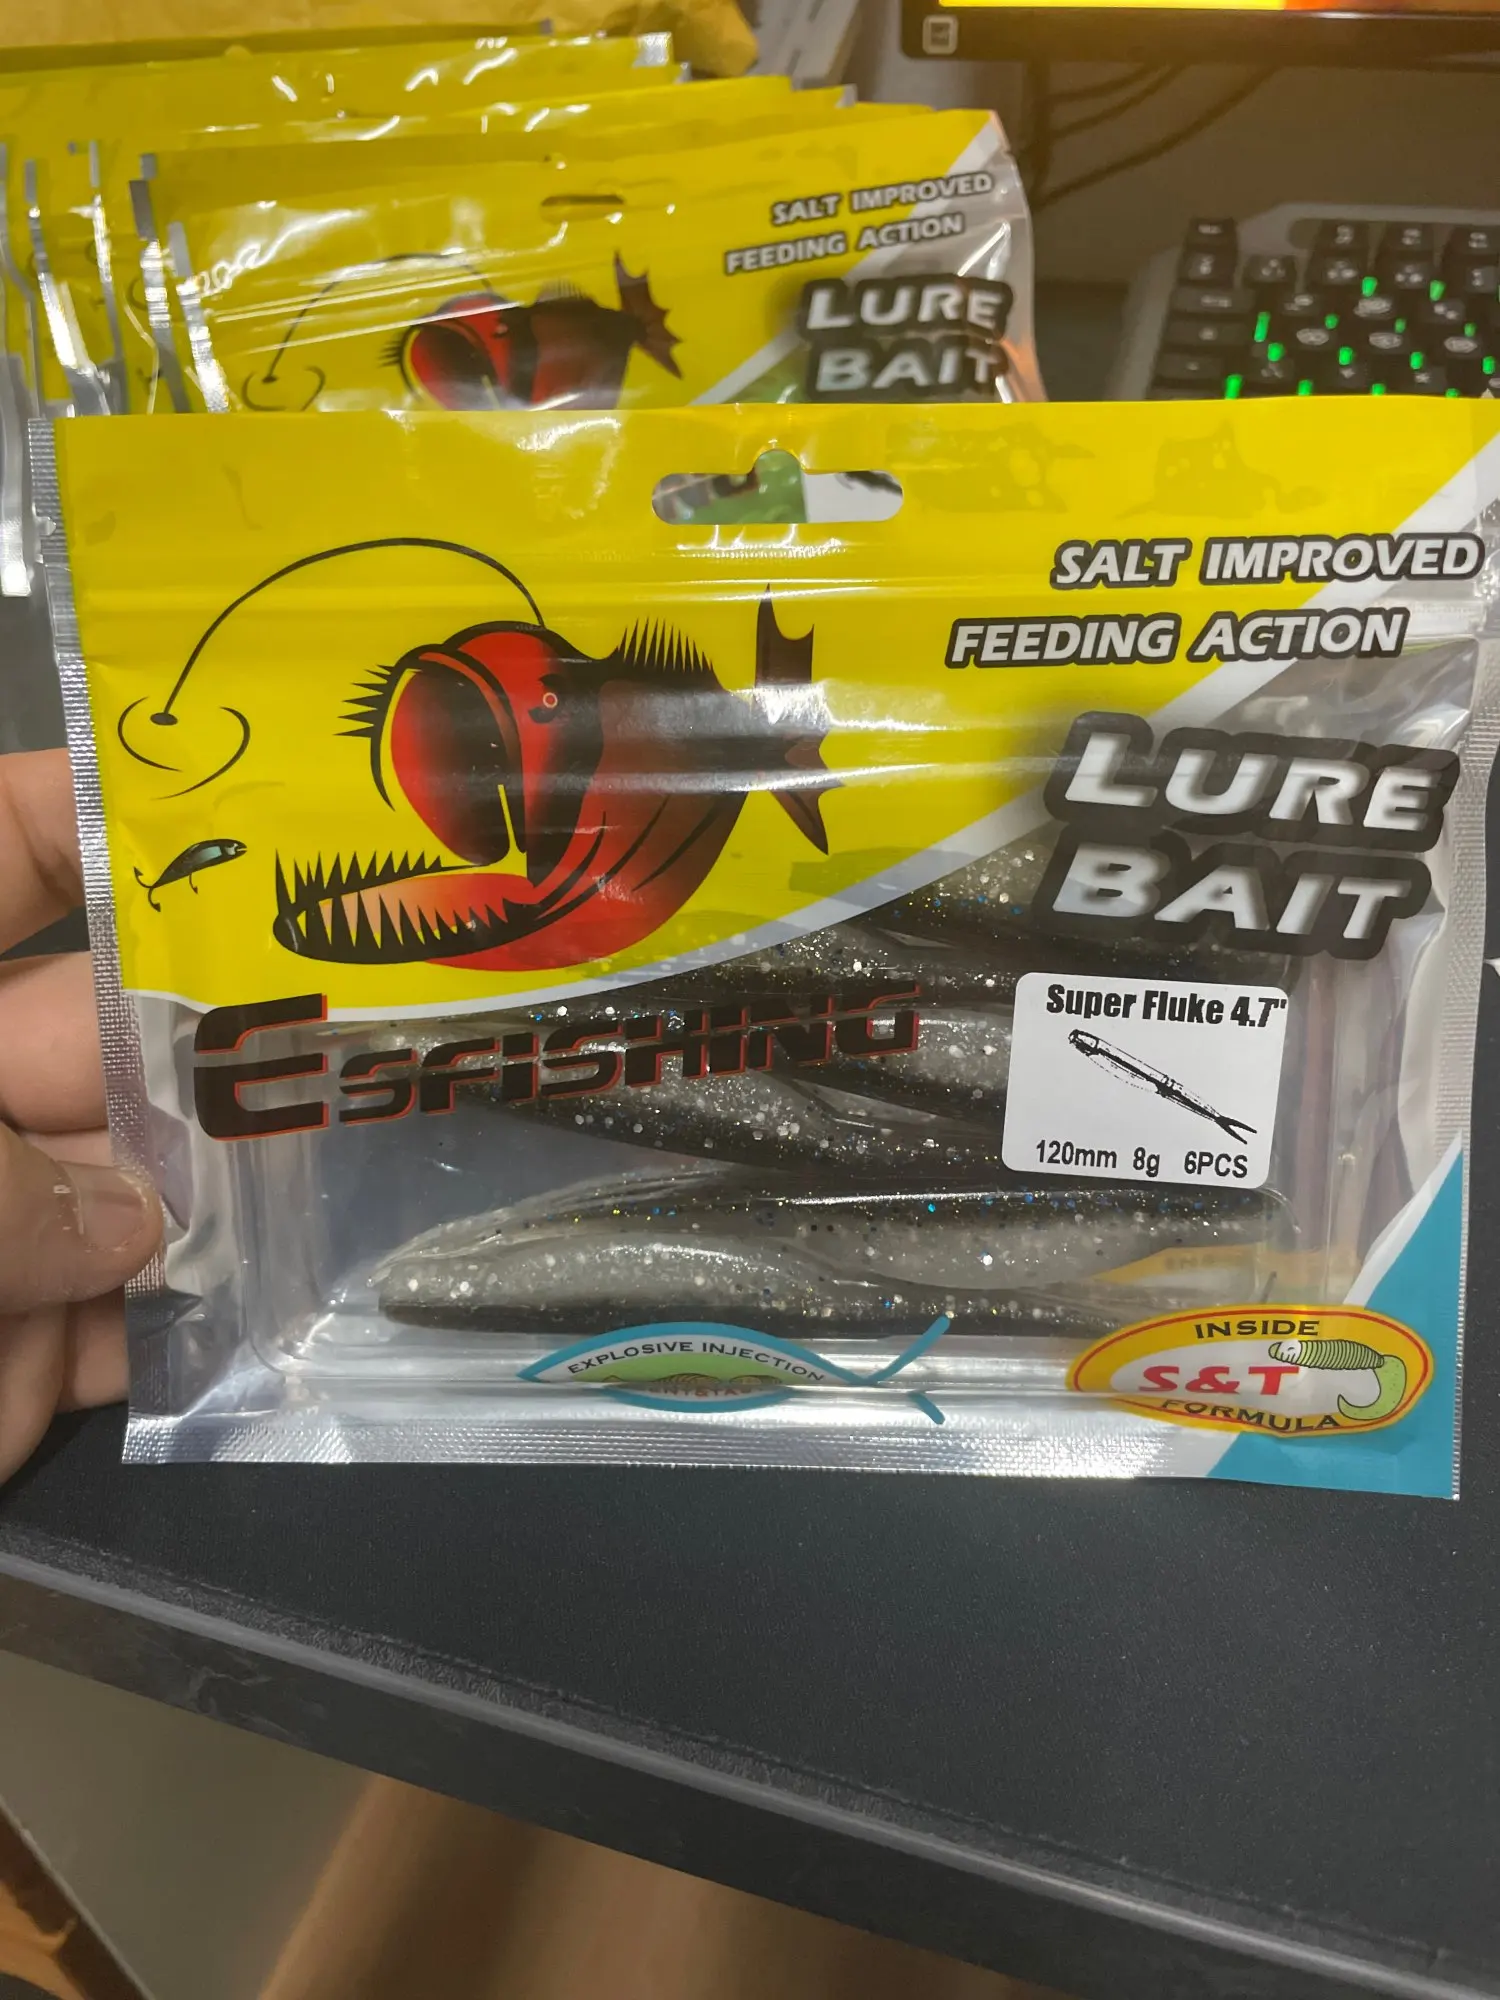 SALT IMPROVED
FEEDING ACTION
LURE
BAIT
SALT IMPROVED
FEEDING ACTION
LURE
BAIT
ESFISHING
Super Fluke 4.7"
120mm 8g 6PCS
EXPLOSIVE INJECTION
INSIDE
S&T
FORMULA